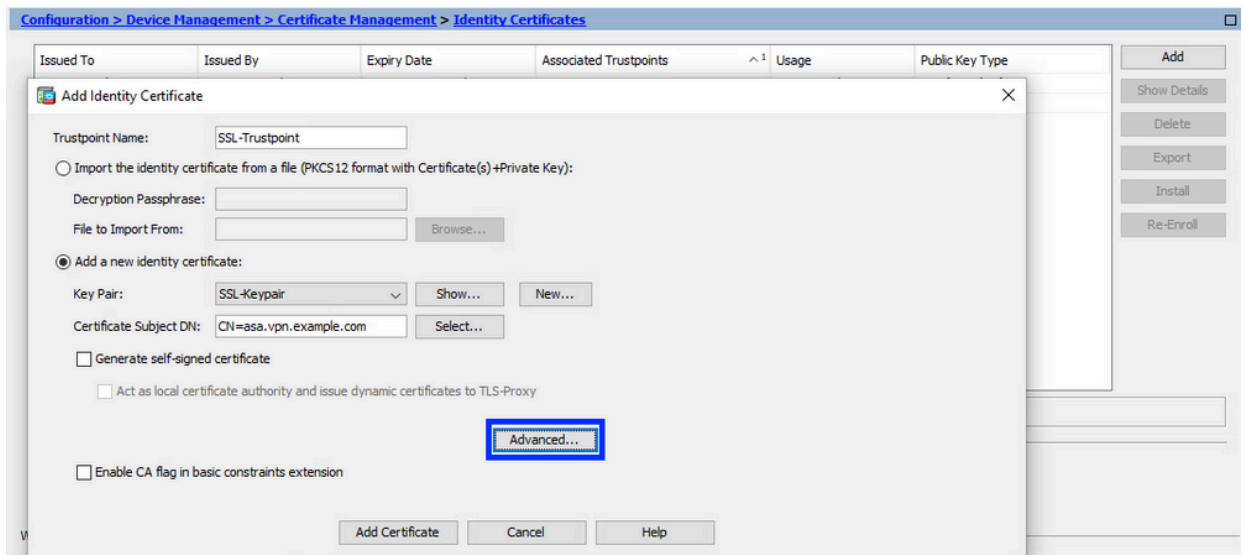 Configuration > Device Management > Certificate Management > Identity Certificates
Issued To Issued By Expiry Date Associated Trustpoints 1 Usage Public Key Type
Add
Show Details
Delete
Export
Install
Re-Enroll
Add Identity Certificate
Trustpoint Name: SSL-Trustpoint
Import the identity certificate from a file (PKCS12 format with Certificate(s)+Private Key):
Decryption Passphrase:
File to Import From: Browse...
Add a new identity certificate:
Key Pair: SSL-Keypair Show... New...
Certificate Subject DN: CN=asa.vpn.example.com Select...
Generate self-signed certificate
Act as local certificate authority and issue dynamic certificates to TLS-Proxy
Advanced...
Enable CA flag in basic constraints extension
Add Certificate Cancel Help